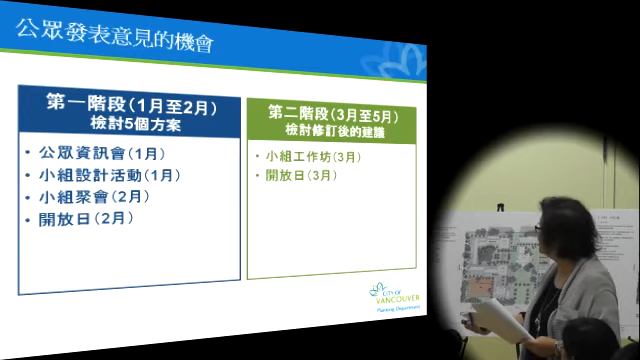 公眾發表意見的機會
第一階段(1月至2月)
檢討5個方案
• 公眾資訊會(1月)
• 小組設計活動(1月)
• 小組聚會(2月)
• 開放日(2月)
第二階段(3月至5月)
檢討修訂後的建議
• 小組工作坊(3月)
• 開放日(3月)
CITY OF
VANCOUVER
Planning Department